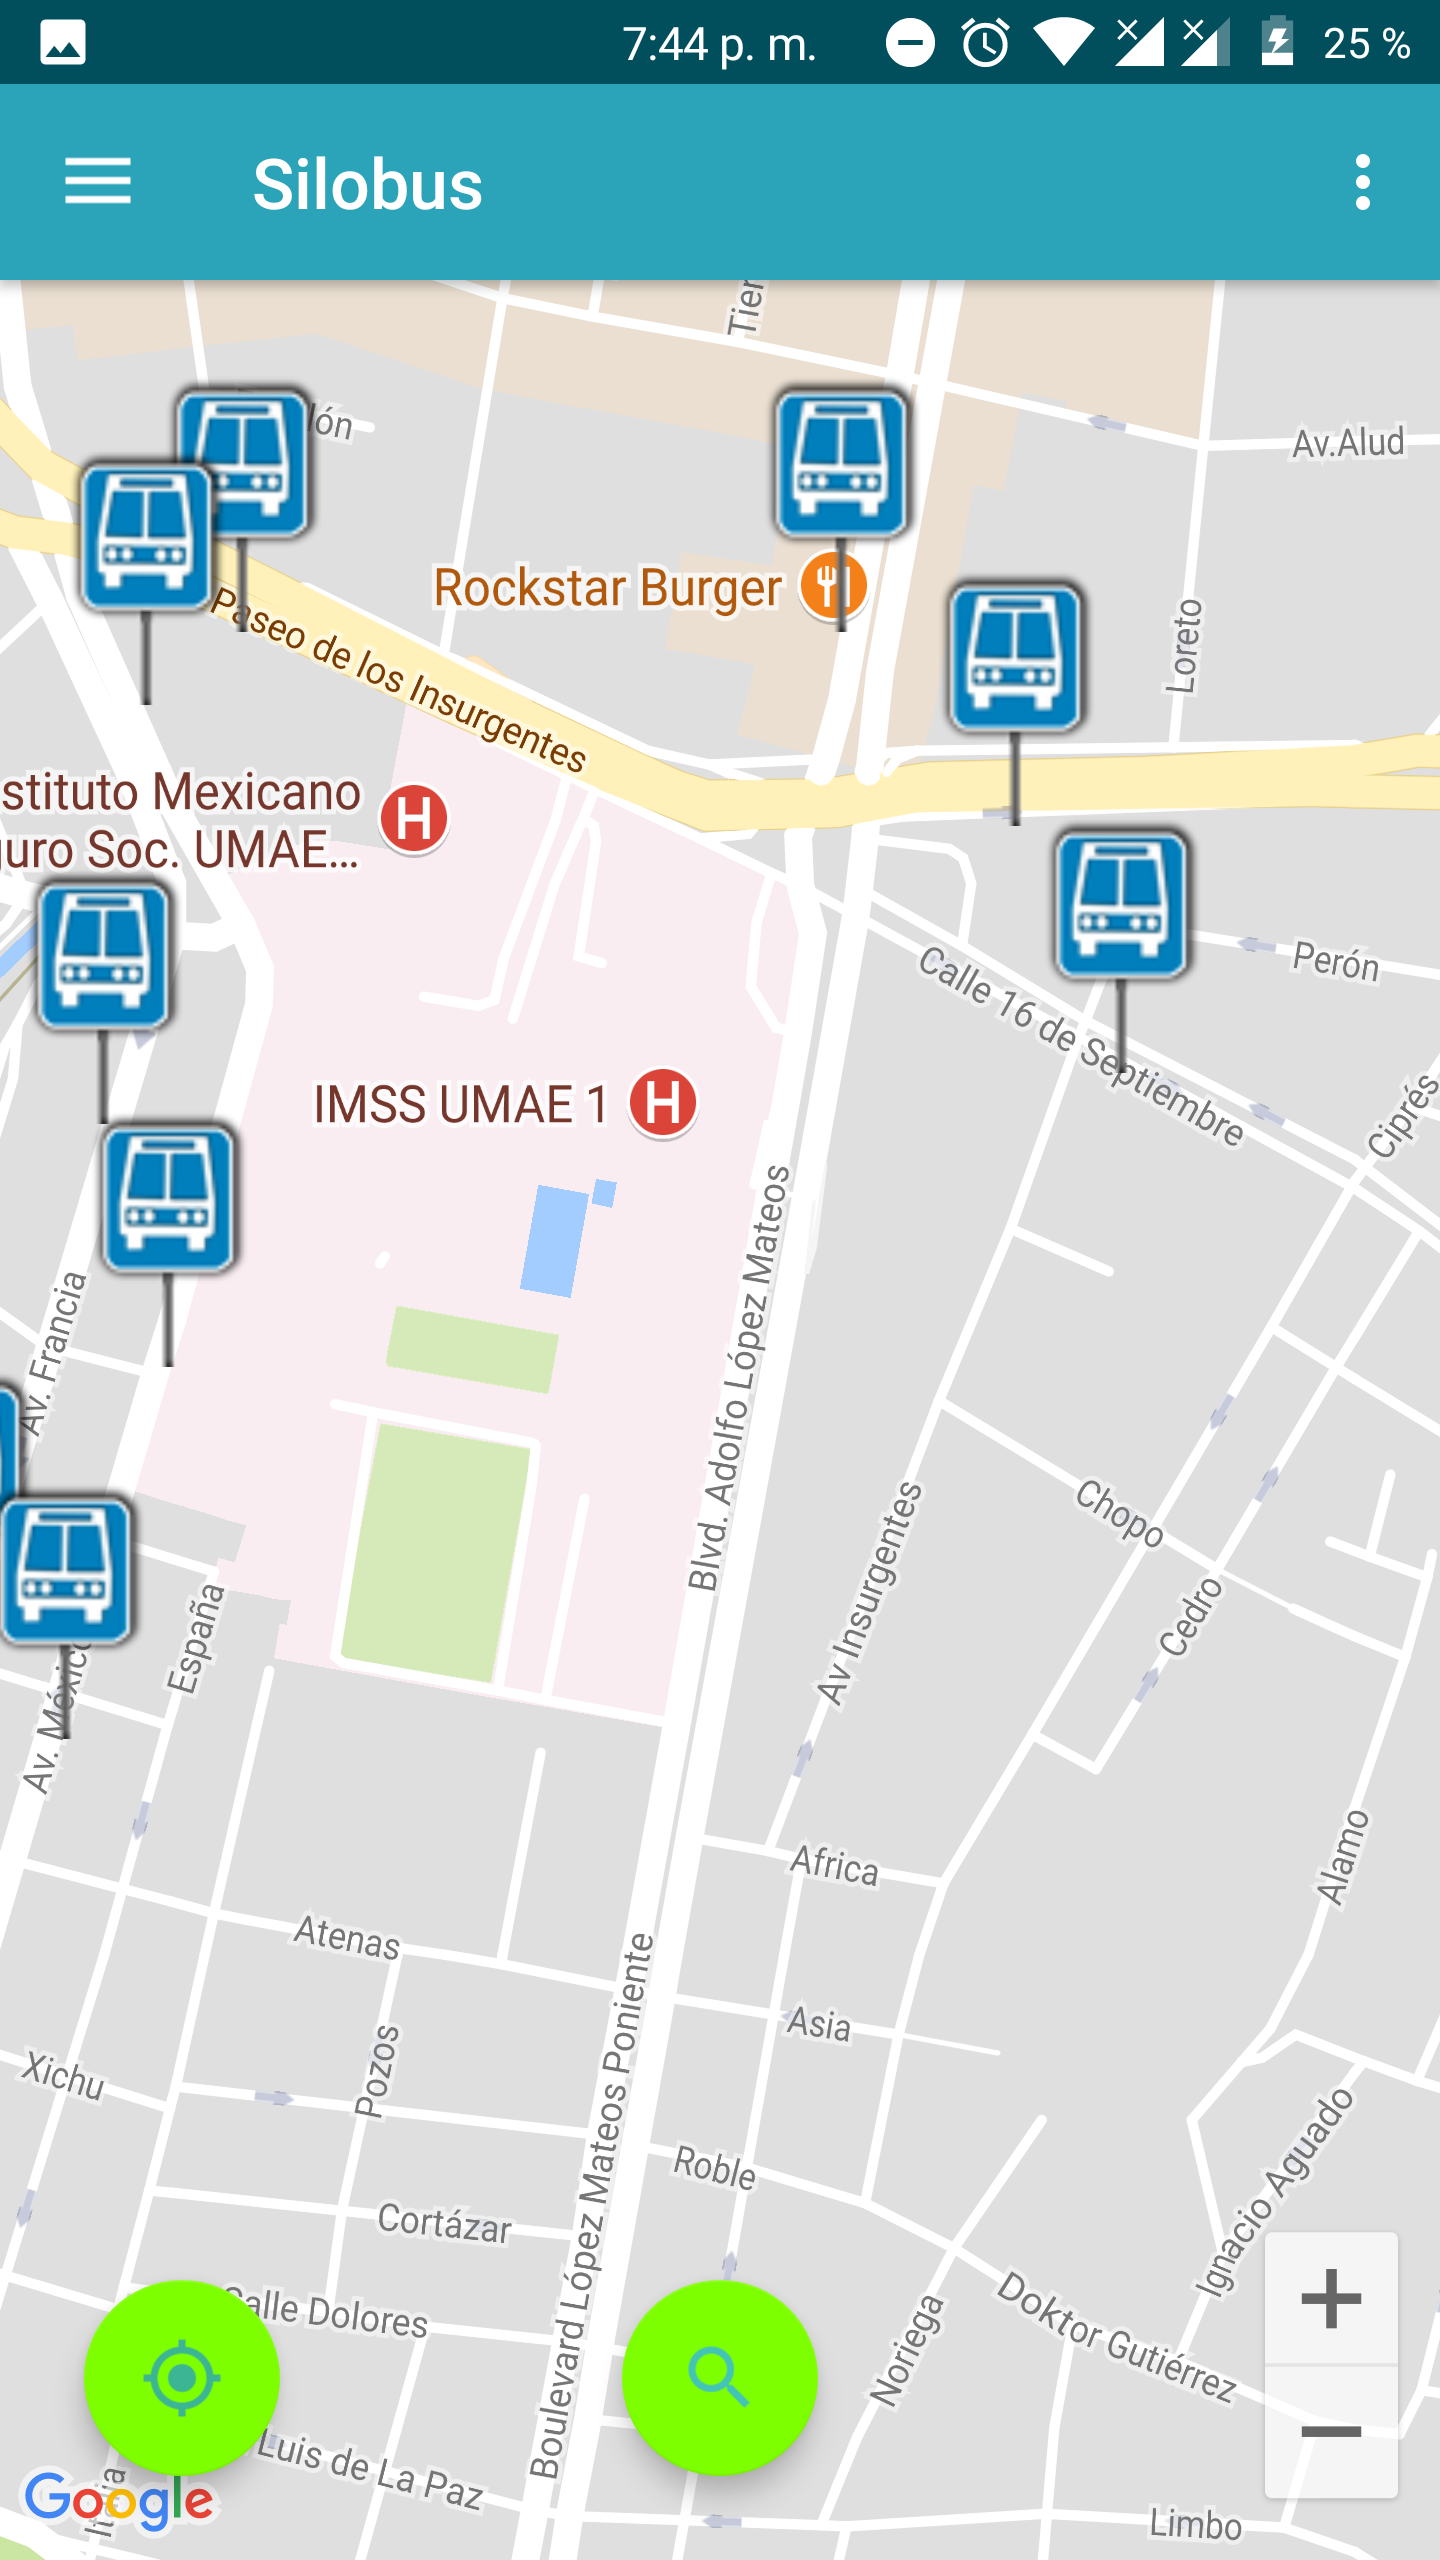 7:44 p. m.
25 %
Silobus
Av.Alud
Rockstar Burger
Paseo de los Insurgentes
Loreto
stituto Mexicano
uro Soc. UMAE...
H
Perón
Calle 16 de Septiembre
Ciprés
IMSS UMAE 1
H
Blvd. Adolfo López Mateos
Av. Francia
Chopo
Av Insurgentes
Cedro
España
Av. México
Africa
Alamo
Atenas
Asia
Xichu
Pozos
Boulevard López Mateos Poniente
Roble
Ignacio Aguado
Cortázar
Calle Dolores
Noriega
Doktor Gutiérrez
Luis de La Paz
Google
Limbo